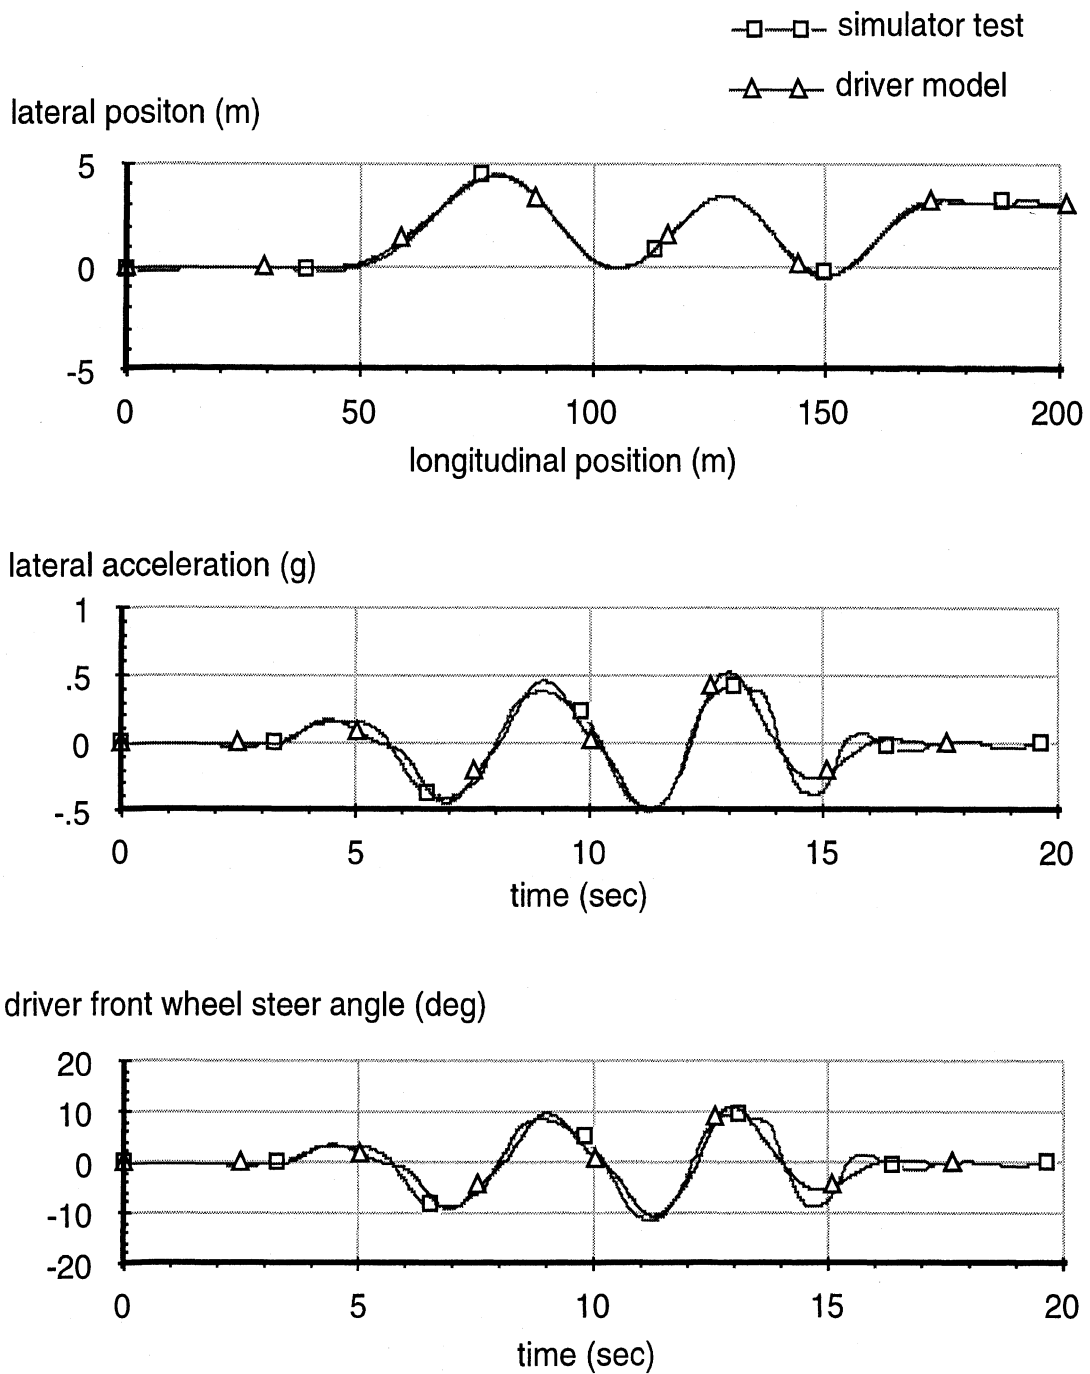 simulator test
driver model
lateral positon (m)
5
0
-5
0 50 100 150 200
longitudinal position (m)
lateral acceleration (g)
1
.5
0
-.5
0 5 10 15 20
time (sec)
driver front wheel steer angle (deg)
20
10
0
-10
-20
0 5 10 15 20
time (sec)